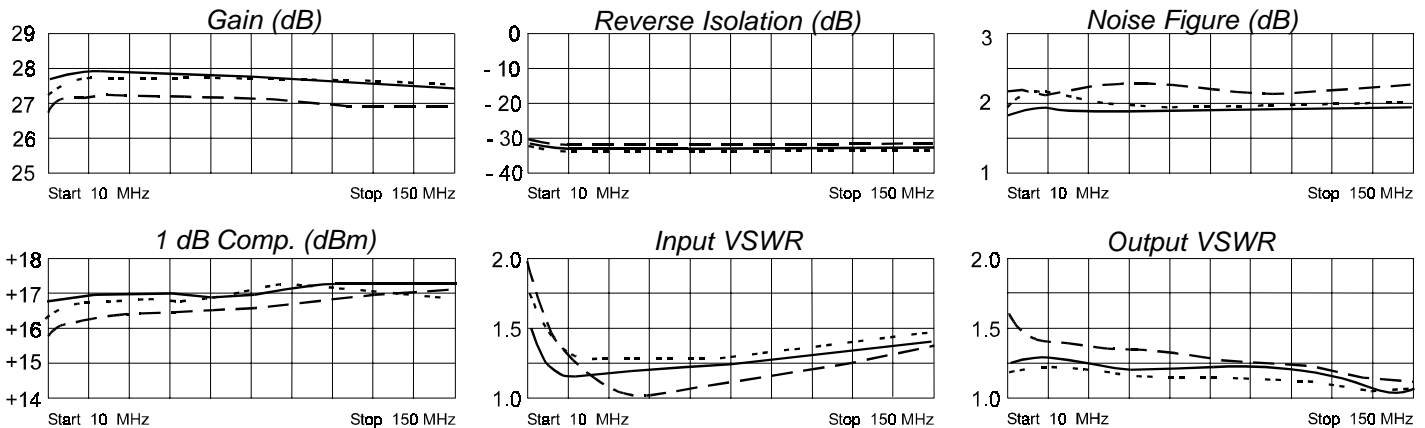 Gain (dB)
29
28
27
26
25
Start 10 MHz
Stop 150 MHz
Reverse Isolation (dB)
0
- 10
- 20
- 30
- 40
Start 10 MHz
Stop 150 MHz
Noise Figure (dB)
3
2
1
Start 10 MHz
Stop 150 MHz
1 dB Comp. (dBm)
+18
+17
+16
+15
+14
Start 10 MHz
Stop 150 MHz
Input VSWR
2.0
1.5
1.0
Start 10 MHz
Stop 150 MHz
Output VSWR
2.0
1.5
1.0
Start 10 MHz
Stop 150 MHz